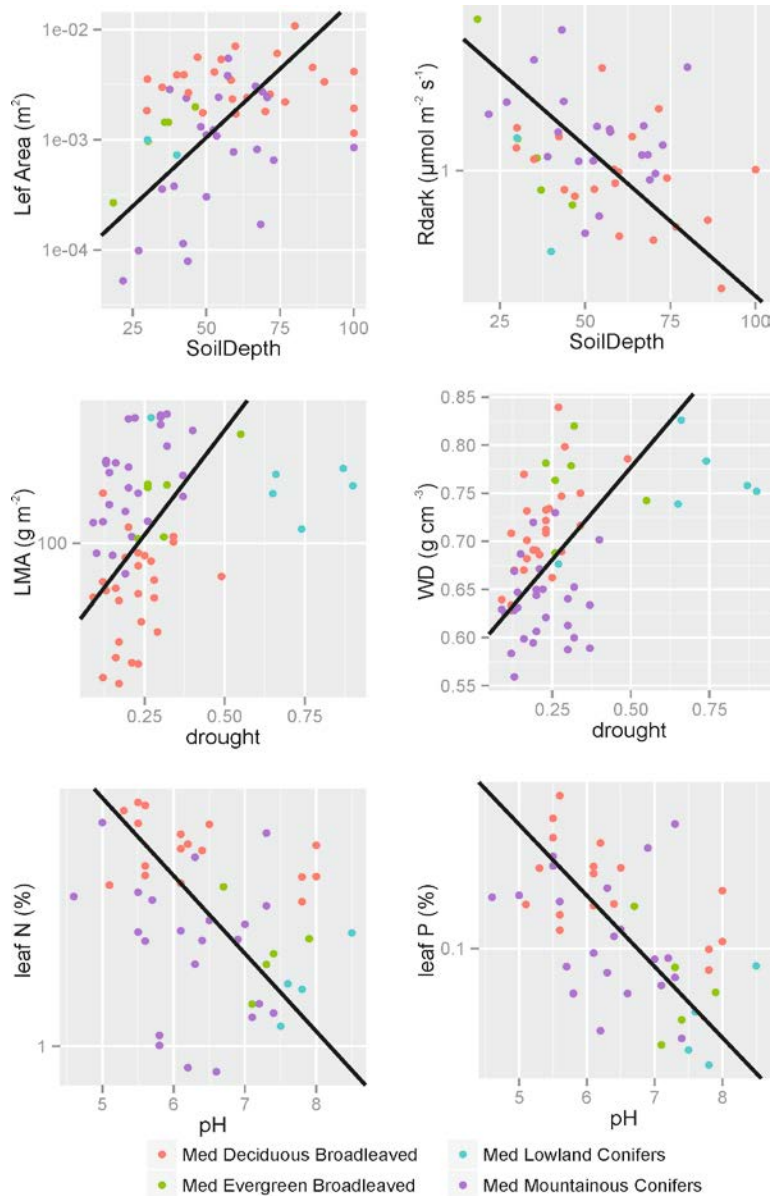 1e-02
1e-03
1e-04
Lef Area (m²)
25 50 75 100
SoilDepth
1
Rdark (µmol m⁻² s⁻¹)
25 50 75 100
SoilDepth
100
LMA (g m⁻²)
0.25 0.50 0.75
drought
0.85
0.80
0.75
0.70
0.65
0.60
0.55
WD (g cm⁻³)
0.25 0.50 0.75
drought
1
leaf N (%)
5 6 7 8
pH
0.1
leaf P (%)
5 6 7 8
pH
Med Deciduous Broadleaved
Med Evergreen Broadleaved
Med Lowland Conifers
Med Mountainous Conifers